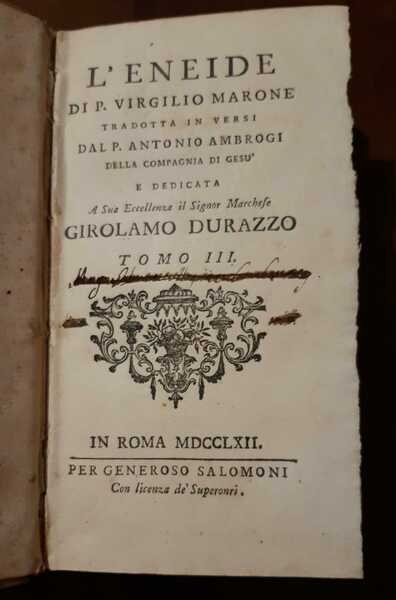 L'ENEIDE
DI P. VIRGILIO MARONE
TRADOTTA IN VERSI
DAL P. ANTONIO AMBROGI
DELLA COMPAGNIA DI GESU'
E DEDICATA
A Sua Eccellenza il Signor Marchese
GIROLAMO DURAZZO
TOMO III.
IN ROMA MDCCLXII.
PER GENEROSO SALOMONI
Con licenza de' Superonri.